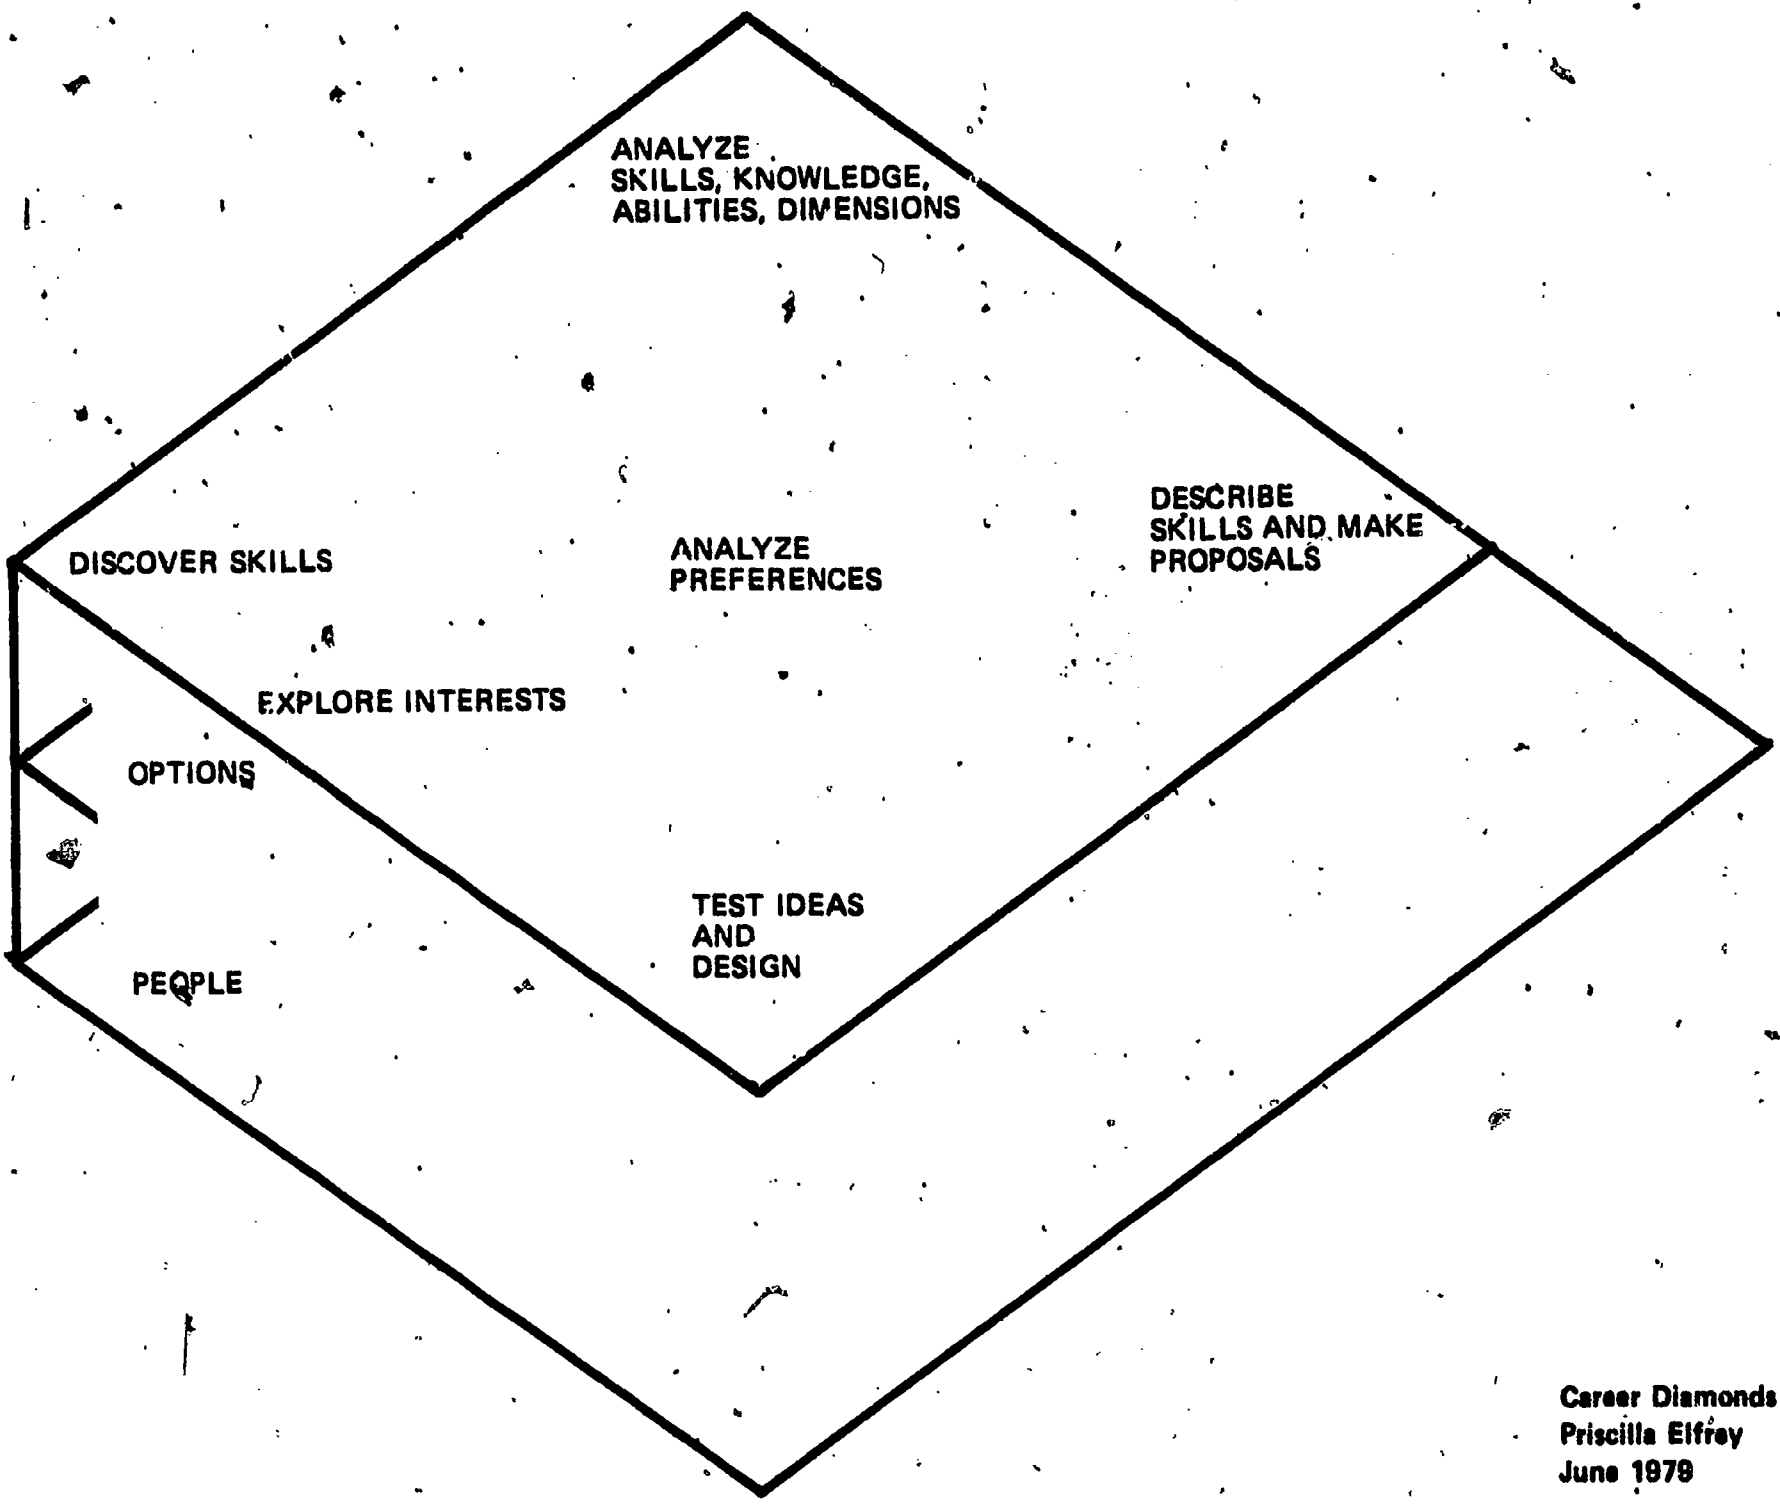 ANALYZE
SKILLS, KNOWLEDGE,
ABILITIES, DIMENSIONS
DESCRIBE
SKILLS AND MAKE
PROPOSALS
DISCOVER SKILLS
ANALYZE
PREFERENCES
EXPLORE INTERESTS
OPTIONS
TEST IDEAS
AND
DESIGN
PEOPLE
Career Diamonds
Priscilla Elfrey
June 1979